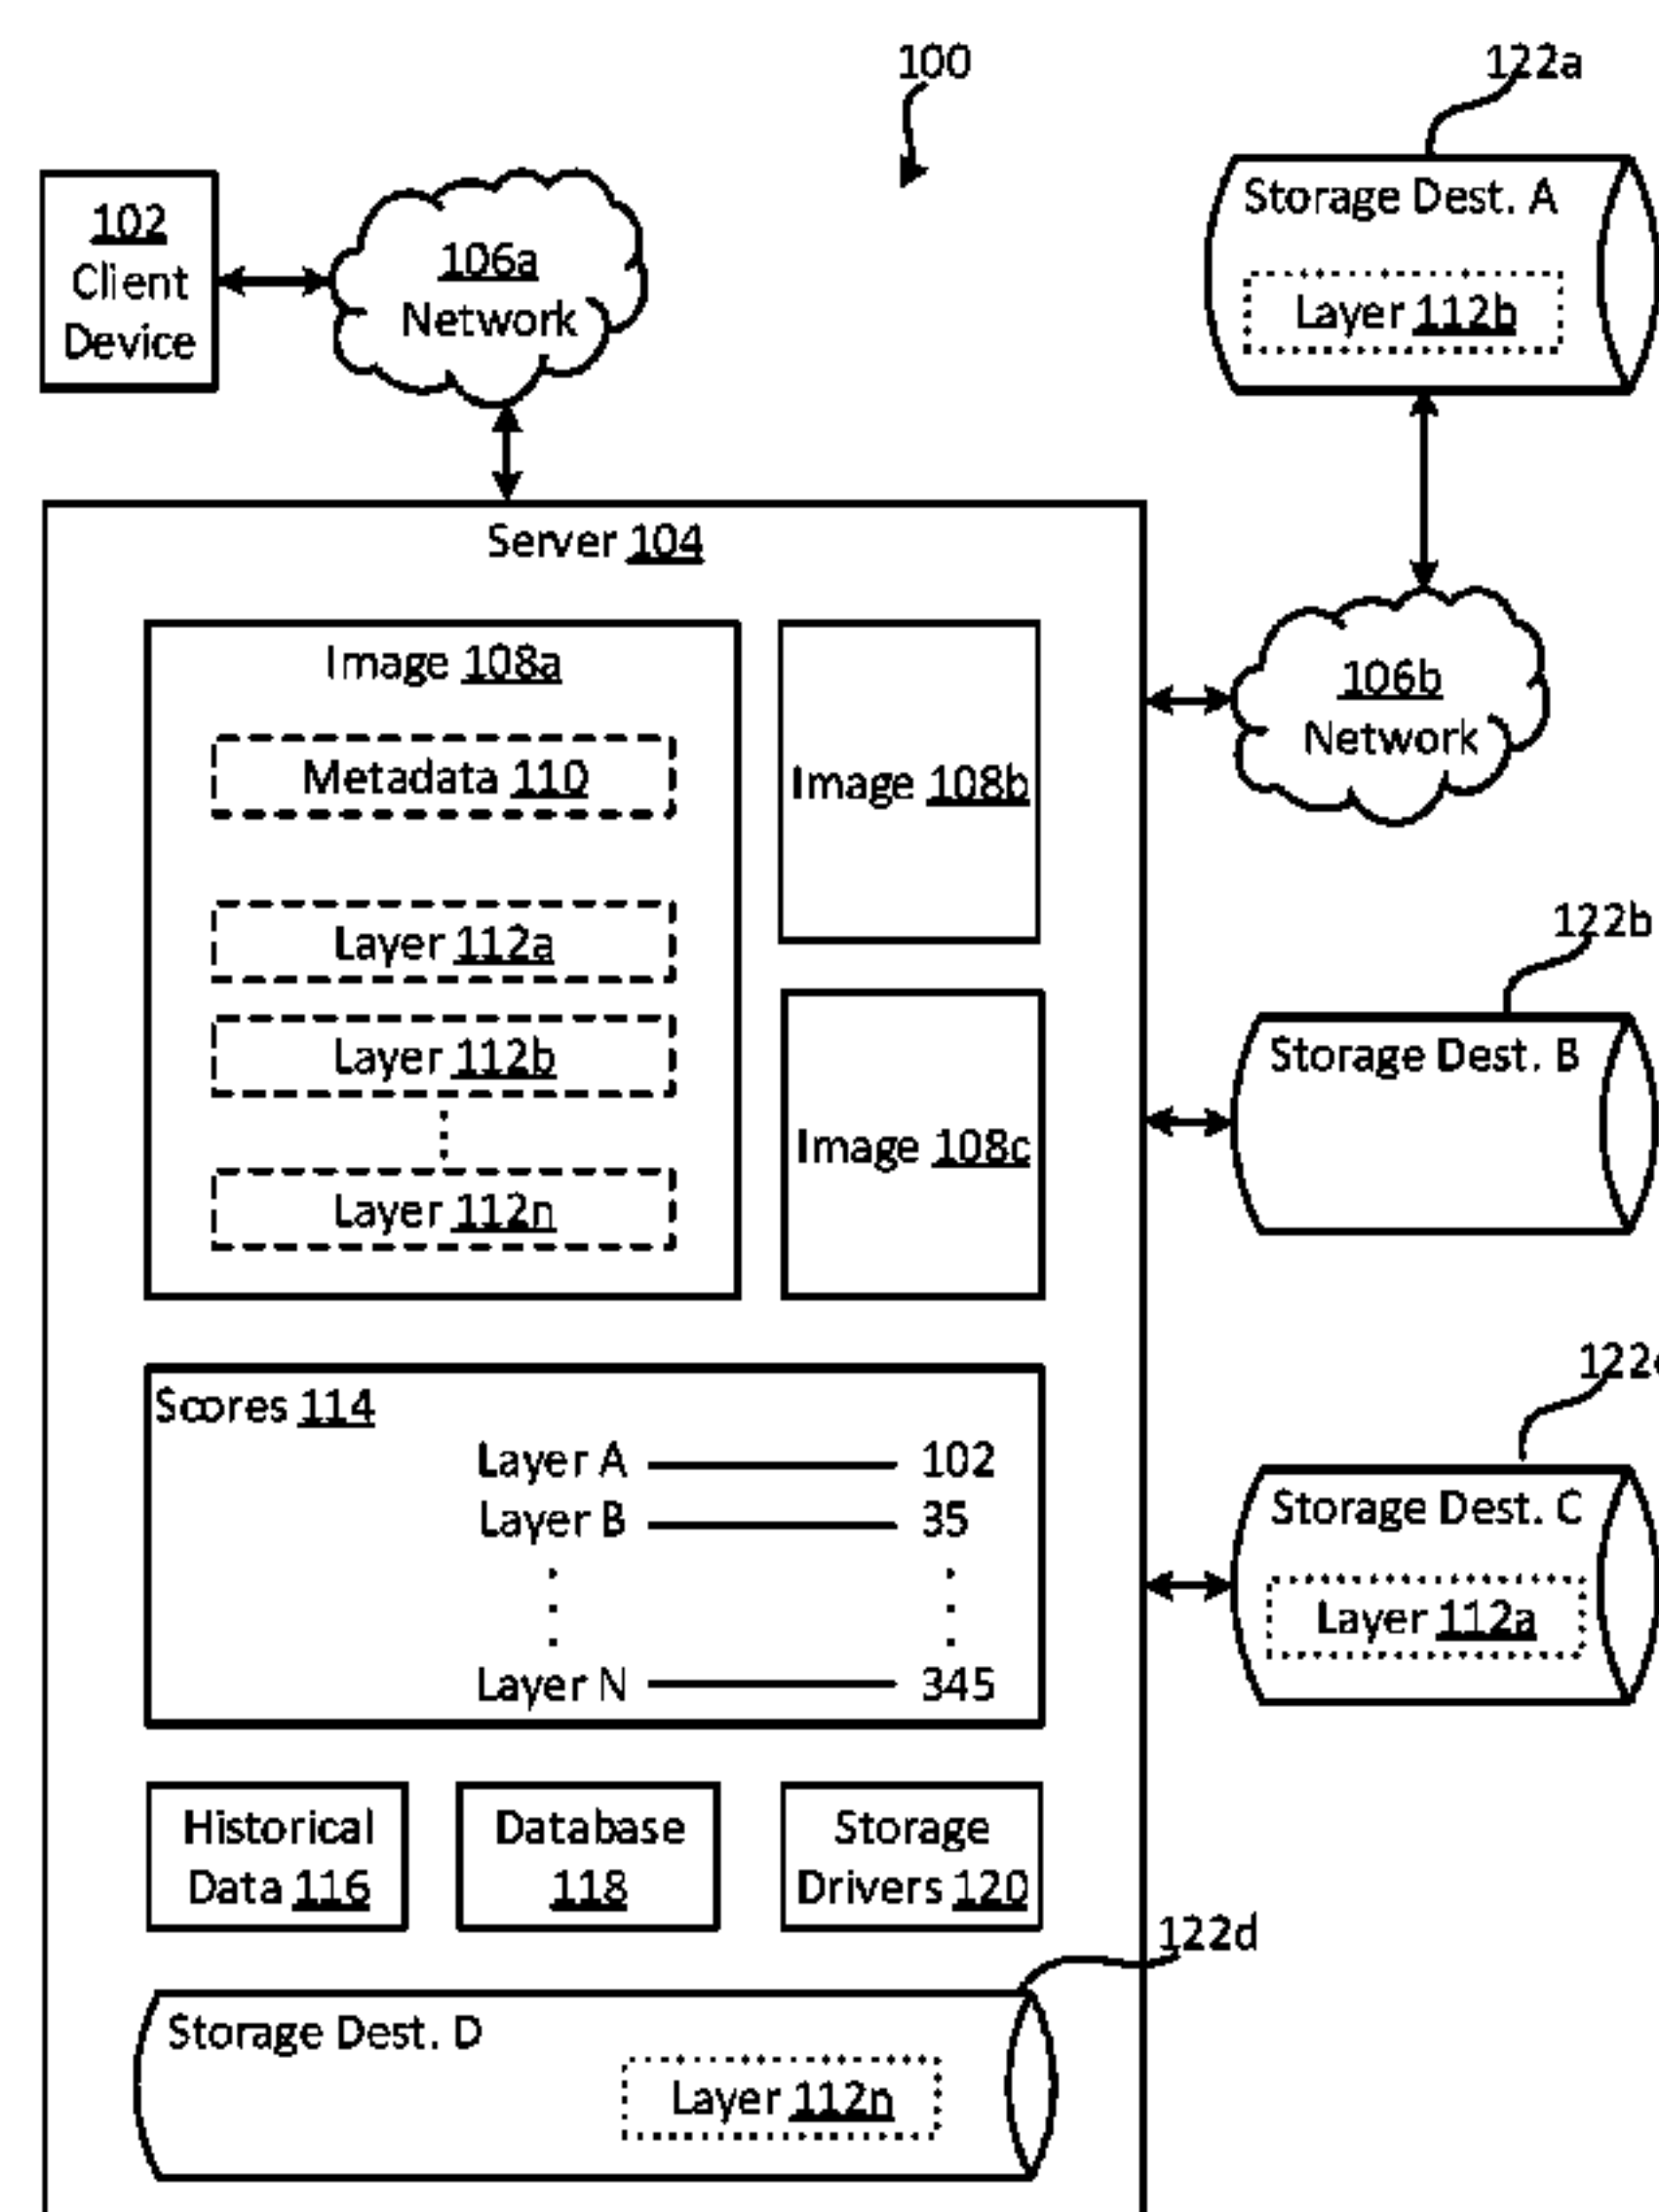 100
122a
102
Client
Device
106a
Network
Storage Dest. A
Layer 112b
Server 104
Image 108a
Metadata 110
Layer 112a
Layer 112b
Layer 112n
Image 108b
Image 108c
106b
Network
122b
Storage Dest. B
Scores 114
Layer A 102
Layer B 35
Layer N 345
122c
Storage Dest. C
Layer 112a
Historical
Data 116
Database
118
Storage
Drivers 120
122d
Storage Dest. D
Layer 112n